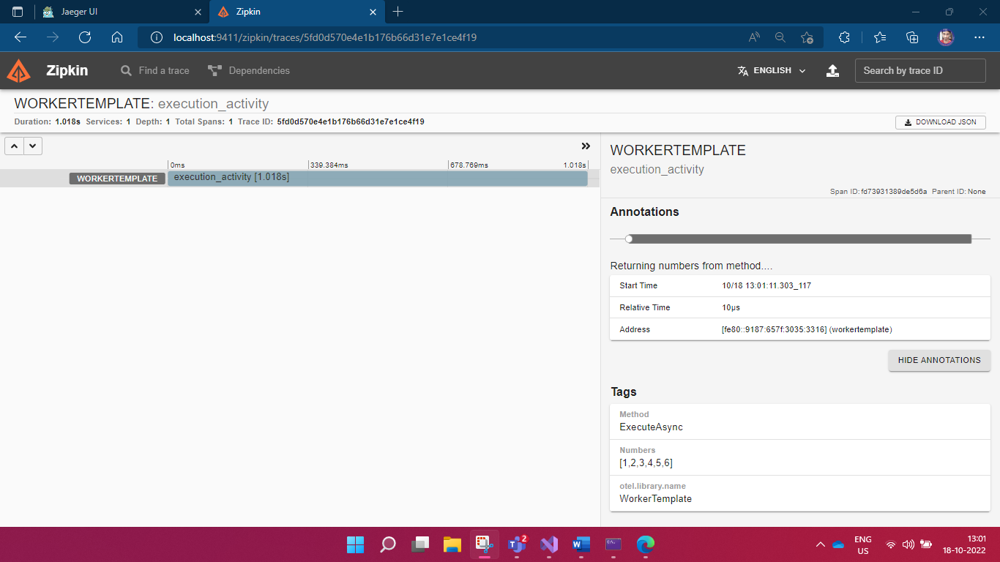 Jaeger UI
Zipkin
localhost:9411/zipkin/traces/5fd0d570e4e1b176b66d31e7e1ce4f19
Zipkin
Find a trace
Dependencies
ENGLISH
Search by trace ID
WORKERTEMPLATE: execution_activity
Duration: 1.018s Services: 1 Depth: 1 Total Spans: 1 Trace ID: 5fd0d570e4e1b176b66d31e7e1ce4f19
DOWNLOAD JSON
0ms 339.384ms 678.769ms 1.018s
WORKERTEMPLATE execution_activity [1.018s]
WORKERTEMPLATE
execution_activity
Span ID: fd73931389de5d6a Parent ID: None
Annotations
Returning numbers from method....
Start Time 10/18 13:01:11.303_117
Relative Time 10μs
Address [fe80::9187:657f:3035:3316] (workertemplate)
HIDE ANNOTATIONS
Tags
Method
ExecuteAsync
Numbers
[1,2,3,4,5,6]
otel.library.name
WorkerTemplate
2
ENG
US
13:01
18-10-2022